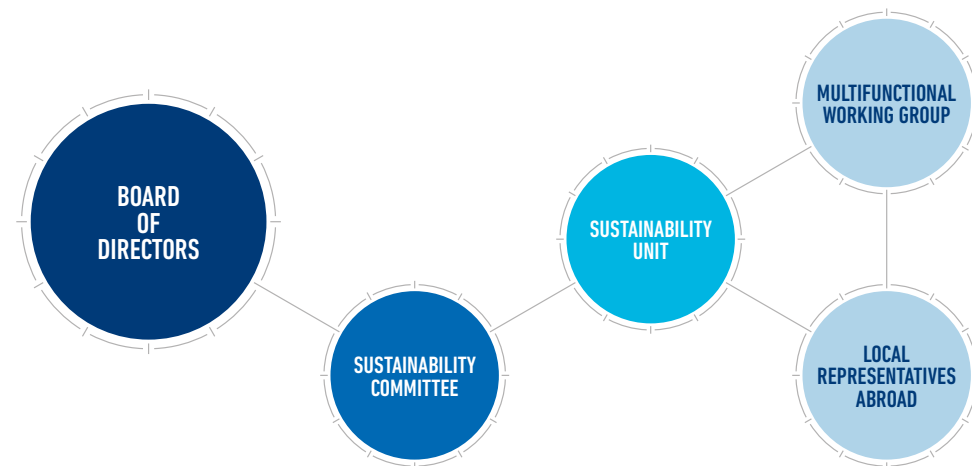 BOARD
OF
DIRECTORS
SUSTAINABILITY
COMMITTEE
SUSTAINABILITY
UNIT
MULTIFUNCTIONAL
WORKING GROUP
LOCAL
REPRESENTATIVES
ABROAD